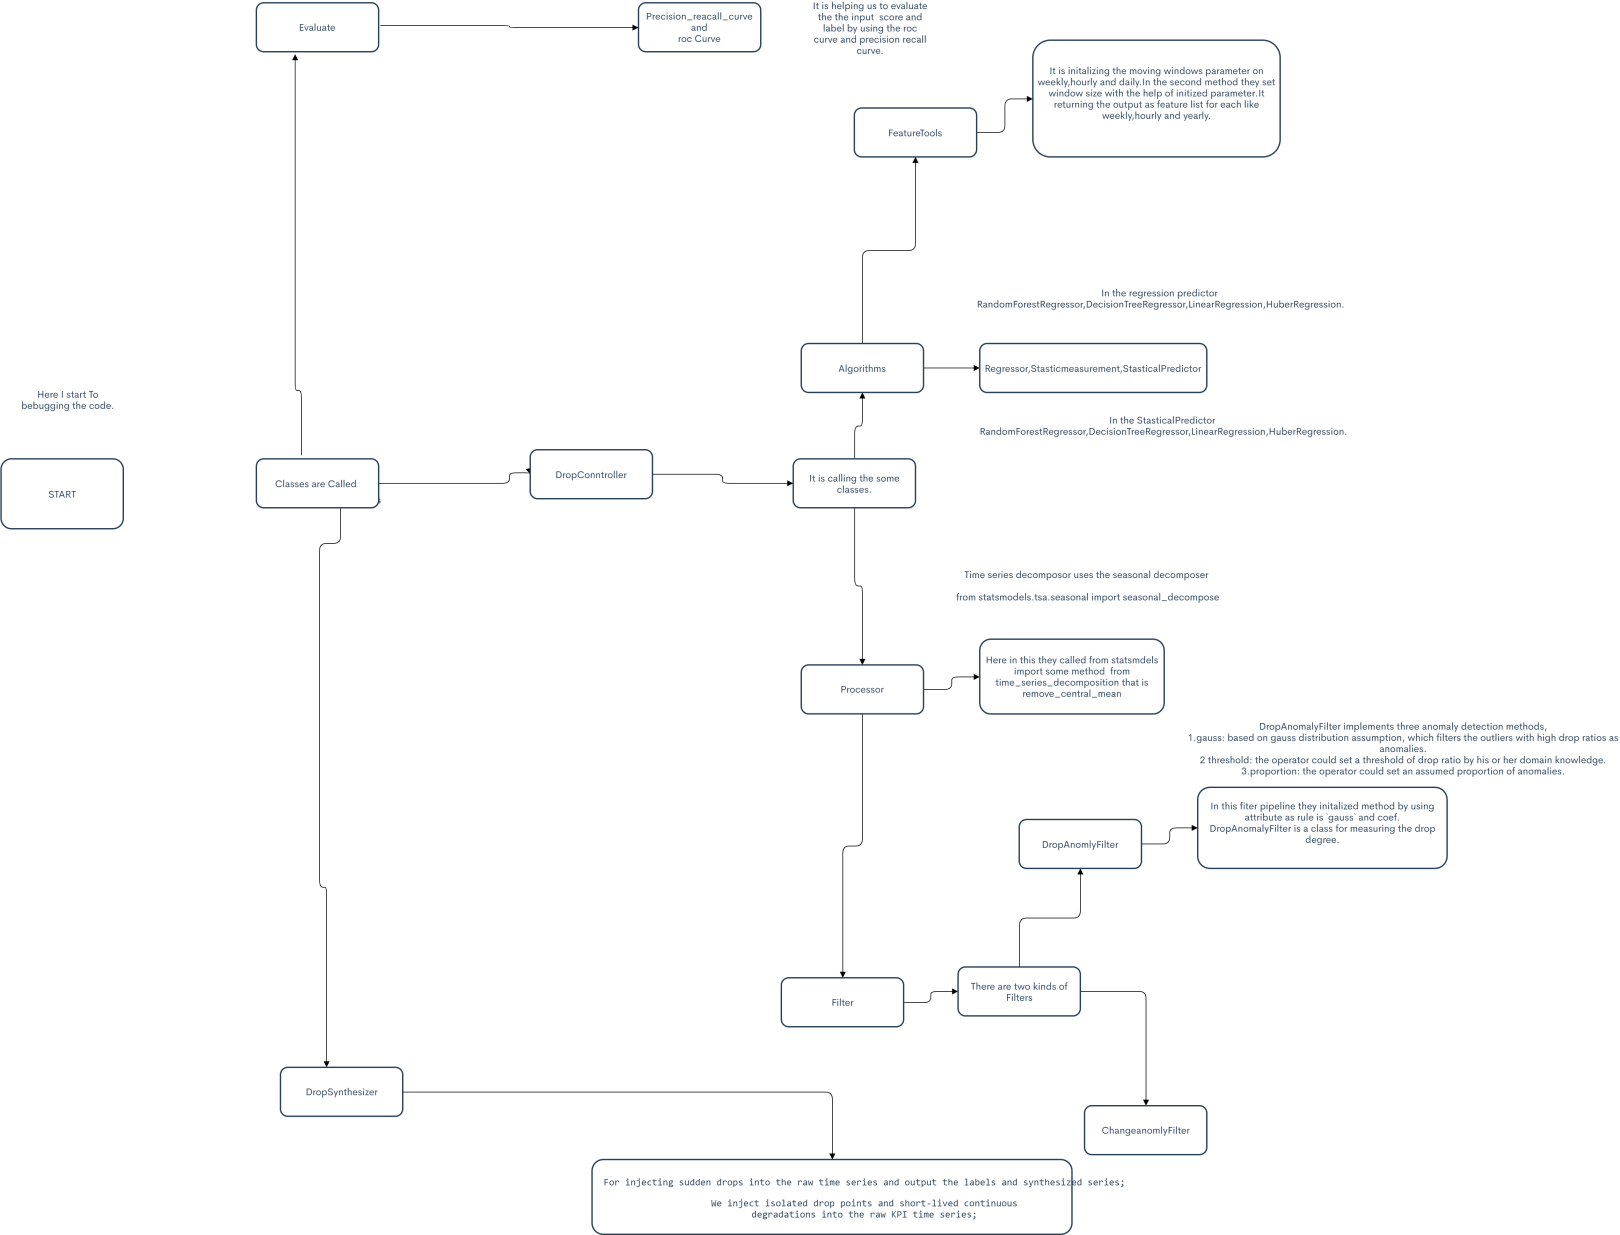 Evaluate
Precision_reacall_curve
and
roc Curve
It is helping us to evaluate
the the input  score and
label by using the roc
curve and precision recall
curve.
It is initalizing the moving windows parameter on
weekly,hourly and daily.In the second method they set
window size with the help of initized parameter.It
returning the output as feature list for each like
weekly,hourly and yearly.
FeatureTools
In the regression predictor
RandomForestRegressor,DecisionTreeRegressor,LinearRegression,HuberRegression.
Algorithms
Regressor,Stasticmeasurement,StasticalPredictor
Here I start To
bebugging the code.
In the StasticalPredictor
RandomForestRegressor,DecisionTreeRegressor,LinearRegression,HuberRegression.
START
Classes are Called
DropConntroller
It is calling the some
classes.
Time series decomposor uses the seasonal decomposer
from statsmodels.tsa.seasonal import seasonal_decompose
Processor
Here in this they called from statsmdels
import some method  from
time_series_decomposition that is
remove_central_mean
DropAnomalyFilter implements three anomaly detection methods,
1.gauss: based on gauss distribution assumption, which filters the outliers with high drop ratios as
anomalies.
2 threshold: the operator could set a threshold of drop ratio by his or her domain knowledge.
3.proportion: the operator could set an assumed proportion of anomalies.
In this fiter pipeline they initalized method by using
attribute as rule is `gauss` and coef.
DropAnomalyFilter is a class for measuring the drop
degree.
DropAnomlyFilter
There are two kinds of
Filters
Filter
DropSynthesizer
ChangeanomlyFilter
For injecting sudden drops into the raw time series and output the labels and synthesized series;
We inject isolated drop points and short-lived continuous
degradations into the raw KPI time series;